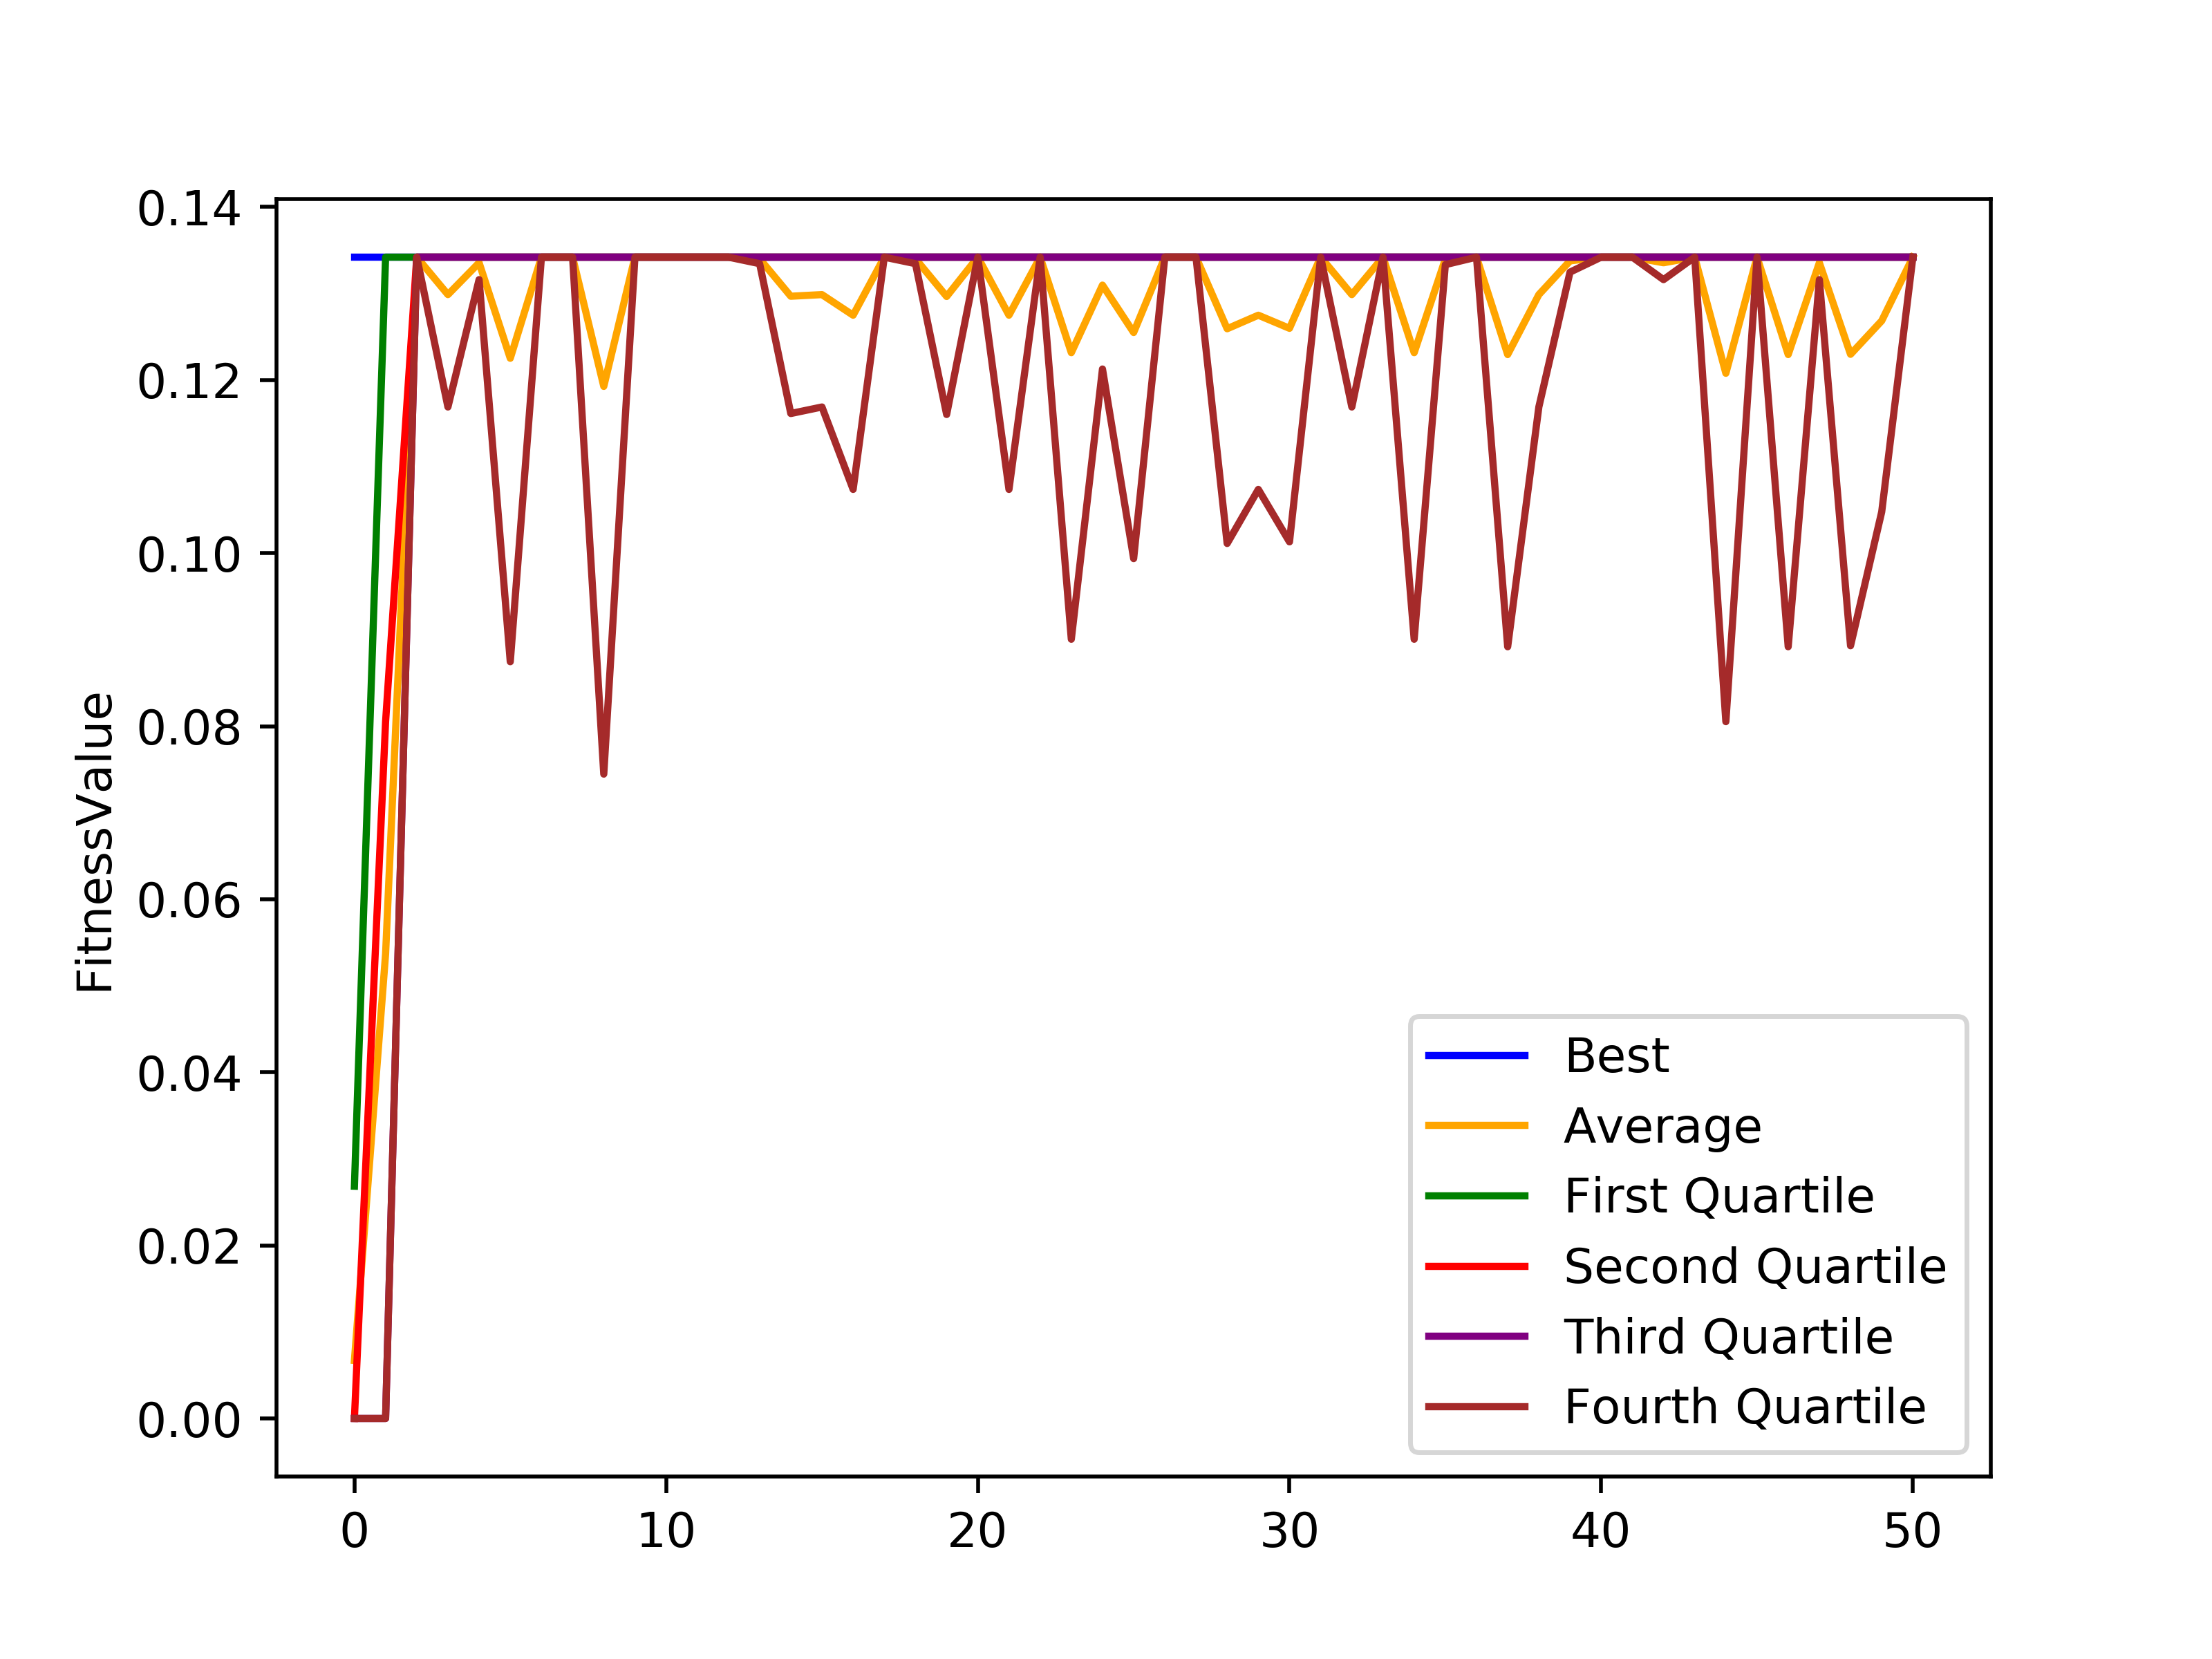 0.14
0.12
0.10
0.08
0.06
0.04
0.02
0.00
FitnessValue
Best
Average
First Quartile
Second Quartile
Third Quartile
Fourth Quartile
0 10 20 30 40 50